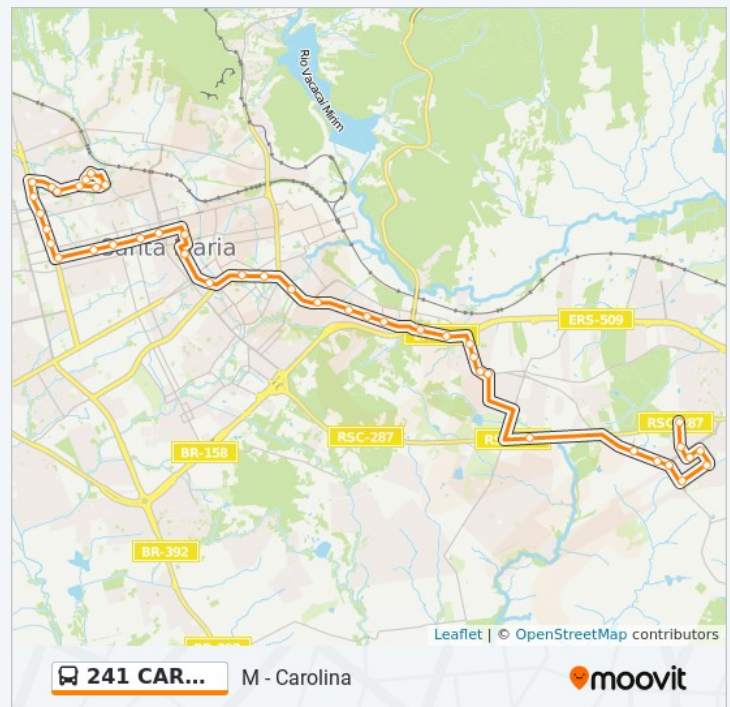 Rio Vacacaí Mirim
Santa Maria
ERS-509
RSC-287
RSC-287
BR-158
BR-392
Leaflet | © OpenStreetMap contributors
241 CAR...
M - Carolina
moovit